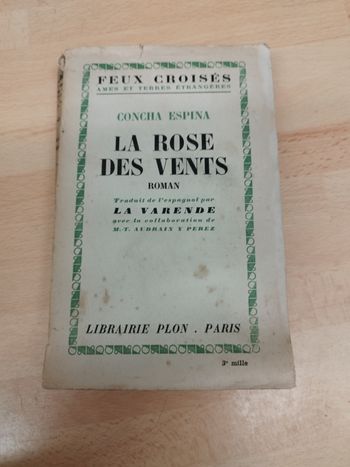 FEUX CROISÉS
AMES ET TERRES ÉTRANGÈRES
CONCHA ESPINA
LA ROSE
DES VENTS
ROMAN
Traduit de l'espagnol par
LA VARENDE
avec la collaboration de
M.-T. AUDRAIN Y PEREZ
LIBRAIRIE PLON . PARIS
3e mille